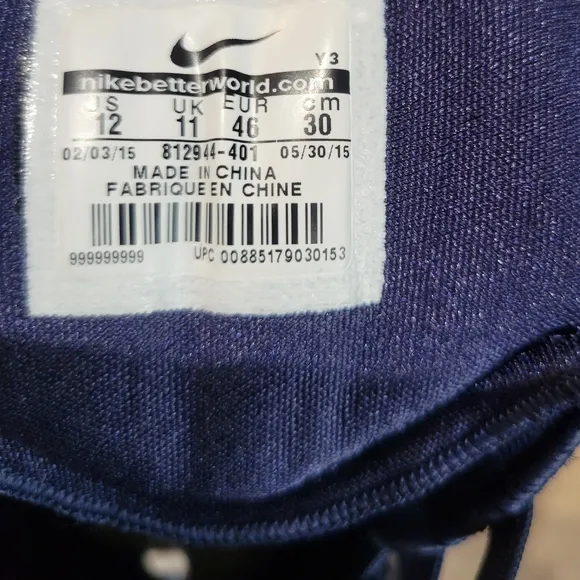 Y3
nikebetterworld.com
US UK EUR cm
12 11 46 30
02/03/15 812944-401 05/30/15
MADE IN CHINA
FABRIQUE EN CHINE
999999999 UPC 00885179030153